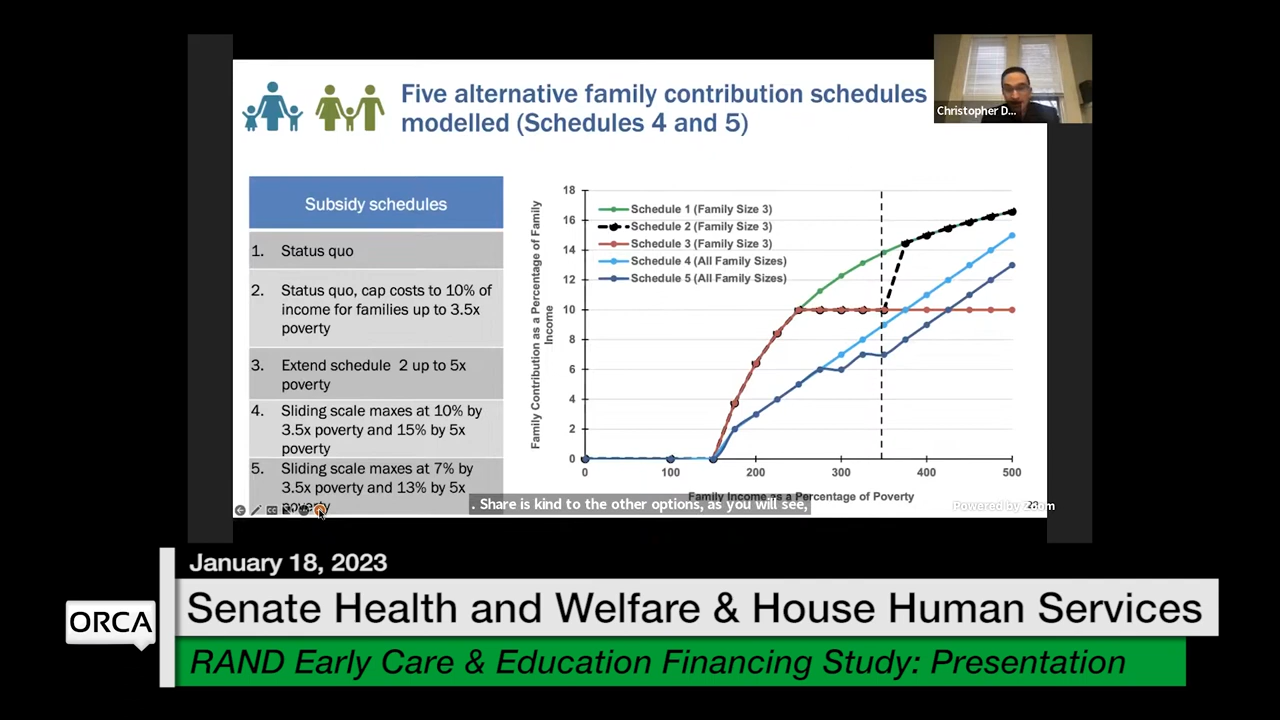 Five alternative family contribution schedules
modelled (Schedules 4 and 5)
Christopher D...
Subsidy schedules
1. Status quo
2. Status quo, cap costs to 10% of
income for families up to 3.5x
poverty
3. Extend schedule 2 up to 5x
poverty
4. Sliding scale maxes at 10% by
3.5x poverty and 15% by 5x
poverty
5. Sliding scale maxes at 7% by
3.5x poverty and 13% by 5x
poverty
Family Contribution as a Percentage of Family
Income
18
16
14
12
10
8
6
4
2
0
Schedule 1 (Family Size 3)
Schedule 2 (Family Size 3)
Schedule 3 (Family Size 3)
Schedule 4 (All Family Sizes)
Schedule 5 (All Family Sizes)
0 100 200 300 400 500
Family Income as a Percentage of Poverty
. Share is kind to the other options, as you will see,
Powered by Zoom
January 18, 2023
ORCA
Senate Health and Welfare & House Human Services
RAND Early Care & Education Financing Study: Presentation